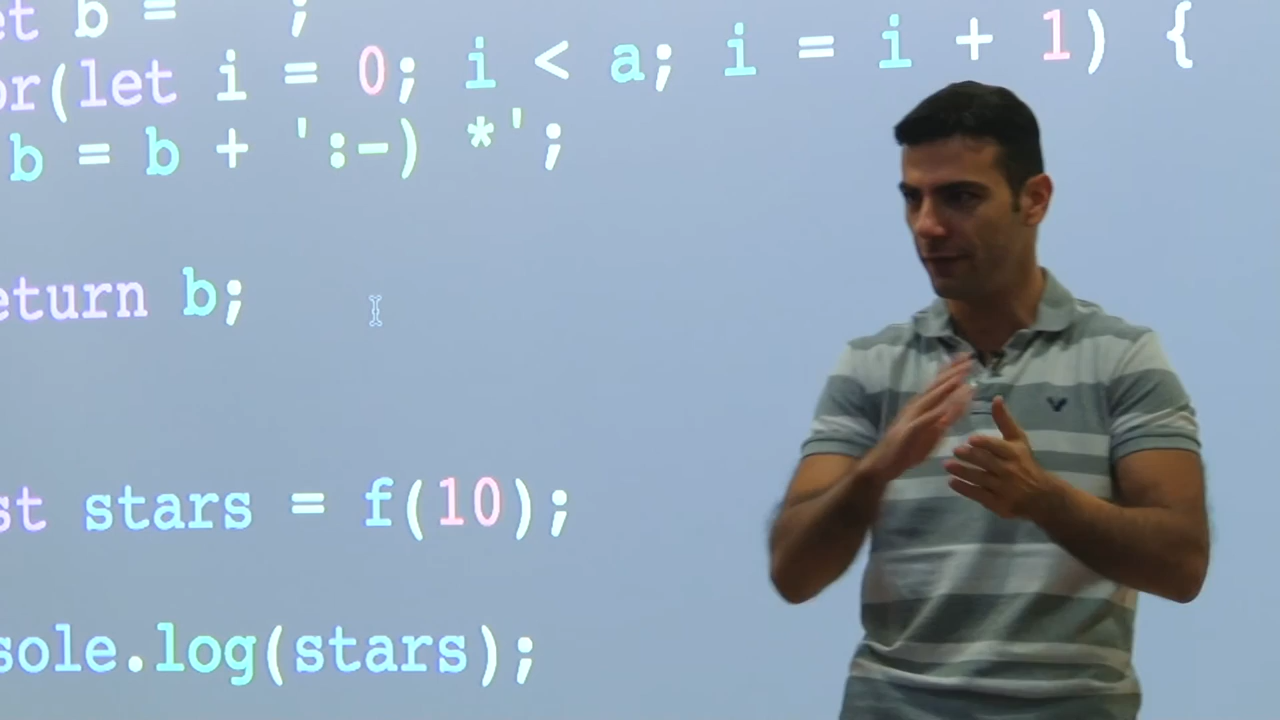 et b = ;
or(let i = 0; i < a; i = i + 1) {
b = b + ':-) *';
eturn b;
st stars = f(10);
sole.log(stars);